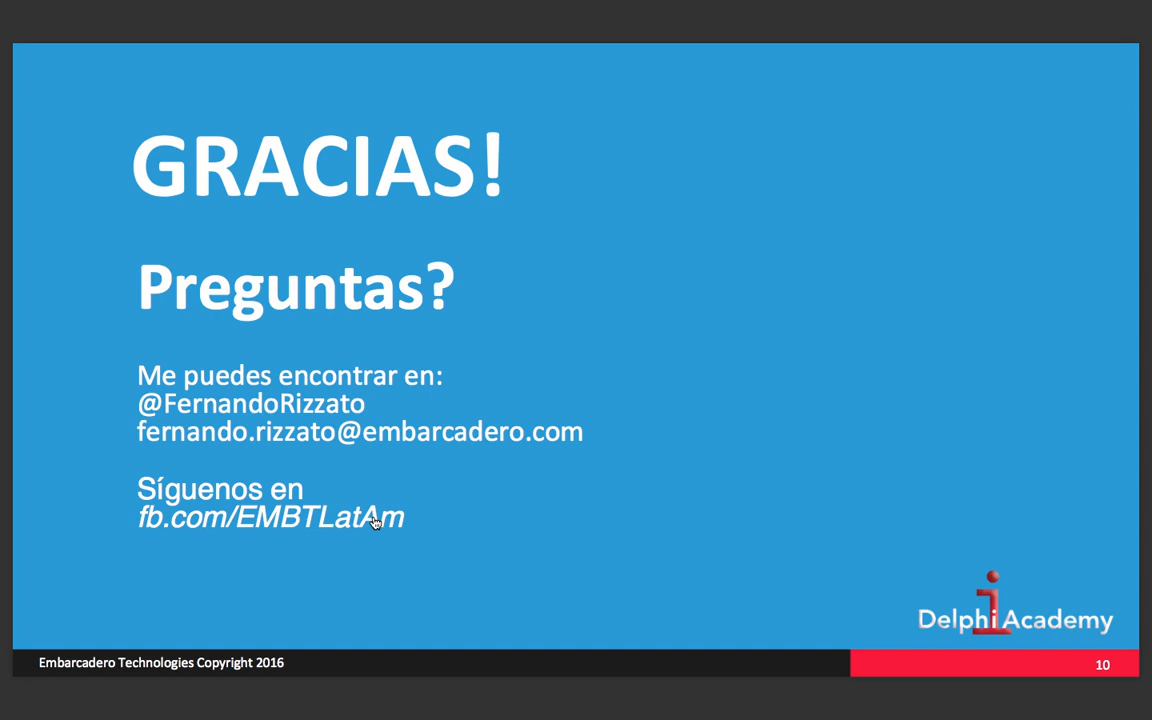 GRACIAS!
Preguntas?
Me puedes encontrar en:
@FernandoRizzato
fernando.rizzato@embarcadero.com
Síguenos en
fb.com/EMBTLatAm
Delphi Academy
Embarcadero Technologies Copyright 2016
10